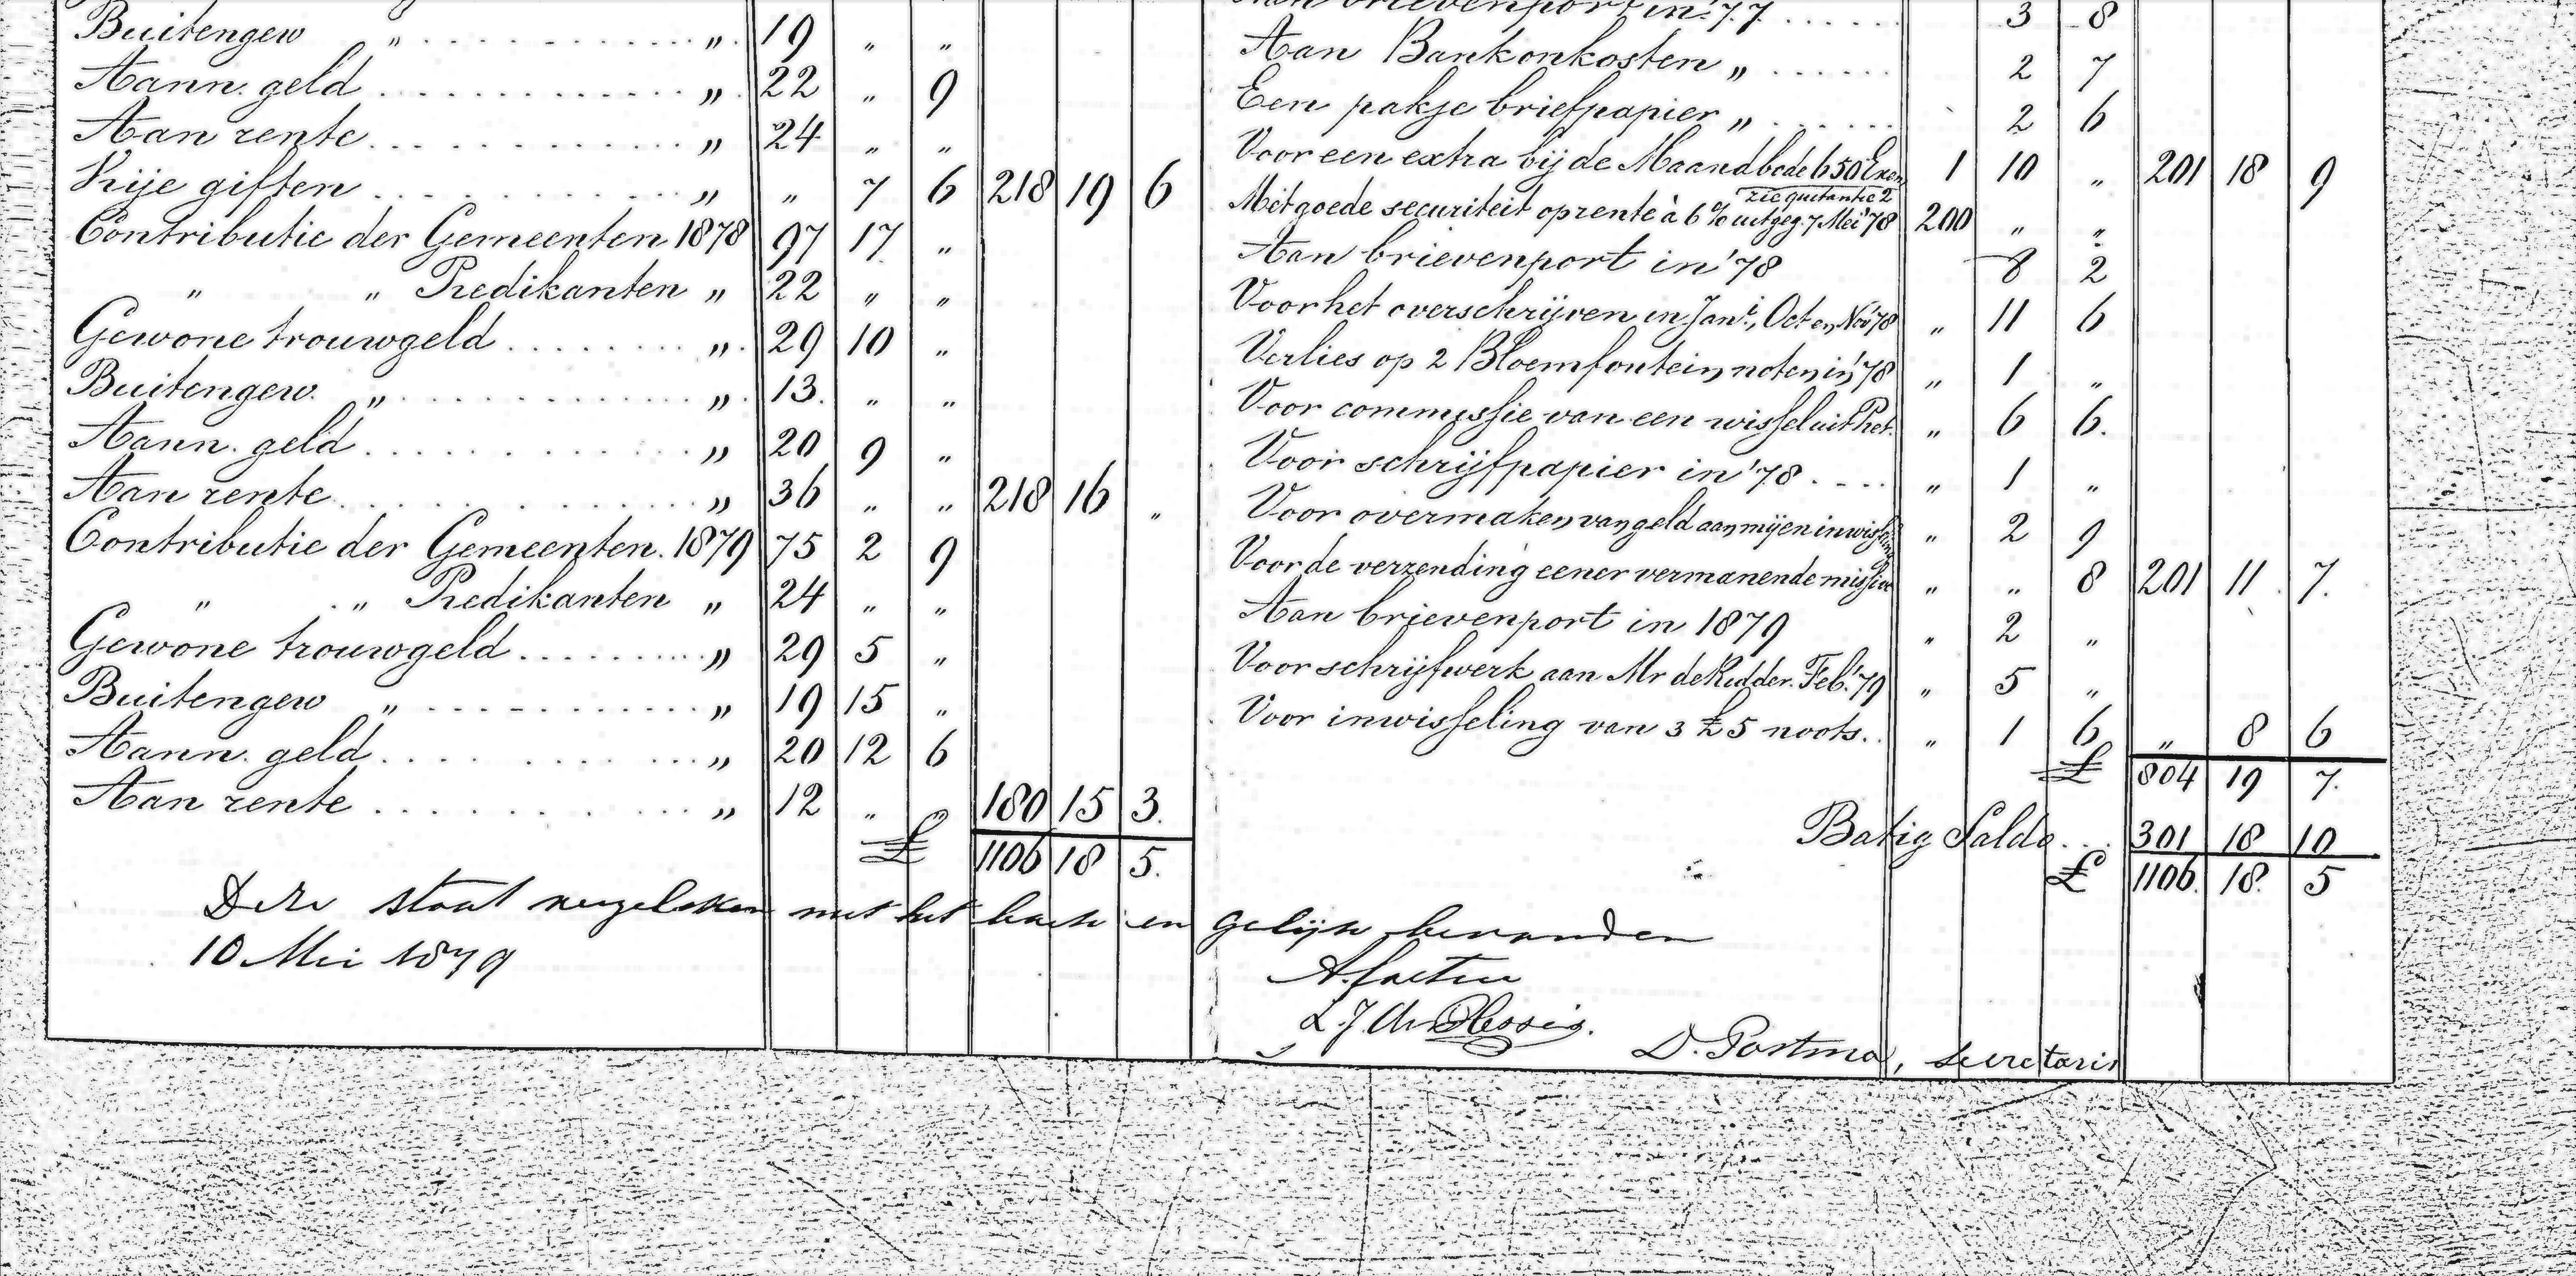 Buitengew „ . . . „ 19 „ „
Aann. geld . . . „ 22 „ 9
Aan rente . . . „ 24 „ „
Vrije giften . . . „ „ 7 6 218 19 6
Contributie der Gemeenten 1878 97 17 „
„ „ Predikanten „ 22 „ „
Gewone trouwgeld . . . „ 29 10 „
Buitengew. „ . . . „ 13. „ „
Aann. geld . . . „ 20 9 „
Aan rente . . . „ 36 „ „ 218 16 „
Contributie der Gemeenten. 1879 75 2 9
„ „ Predikanten „ 24 „ „
Gewone trouwgeld . . . „ 29 5 „
Buitengew „ . . . „ 19 15 „
Aann. geld . . . „ 20 12 6
Aan rente . . . „ 12 „ „ 180 15 3.
£ 1106 18 5.
Aan brievenport in '77 . . . 3 8
Aan Bankonkosten „ . . . 2 7
Een pakje briefpapier „ . . . 2 6
Voor een extra bij de Maandbode 650 Exem 1 10 „ 201 18 9
zie quitantie 2
Met goede securiteit op rente à 6 % uitgeg. 7 Mei '78 200 „ „
Aan brievenport in '78 8 2
Voor het overschrijven in Jan., Oct en Nov '78 „ 11 6
Verlies op 2 Bloemfontein noten in '78 „ 1 „
Voor commissie van een wissel uit Pret. „ 6 6.
Voor schrijfpapier in '78 . . . „ 1 „
Voor overmaken van geld aan mij en inwisseling „ 2 9
Voor de verzending eener vermanende missive „ „ 8 201 11 7.
Aan brievenport in 1879 „ 2 „
Voor schrijfwerk aan Mr de Ridder. Feb. '79 „ 5 „
Voor inwisseling van 3 £5 noots. . „ 1 6 „ 8 6
£ 804 19 7.
Batig Saldo . . . 301 18 10
£ 1106. 18. 5
Deze staat vergeleken met het boek en gelijk bevonden
10 Mei 1879
L. J. du Plessis.
D. Postma, secretaris